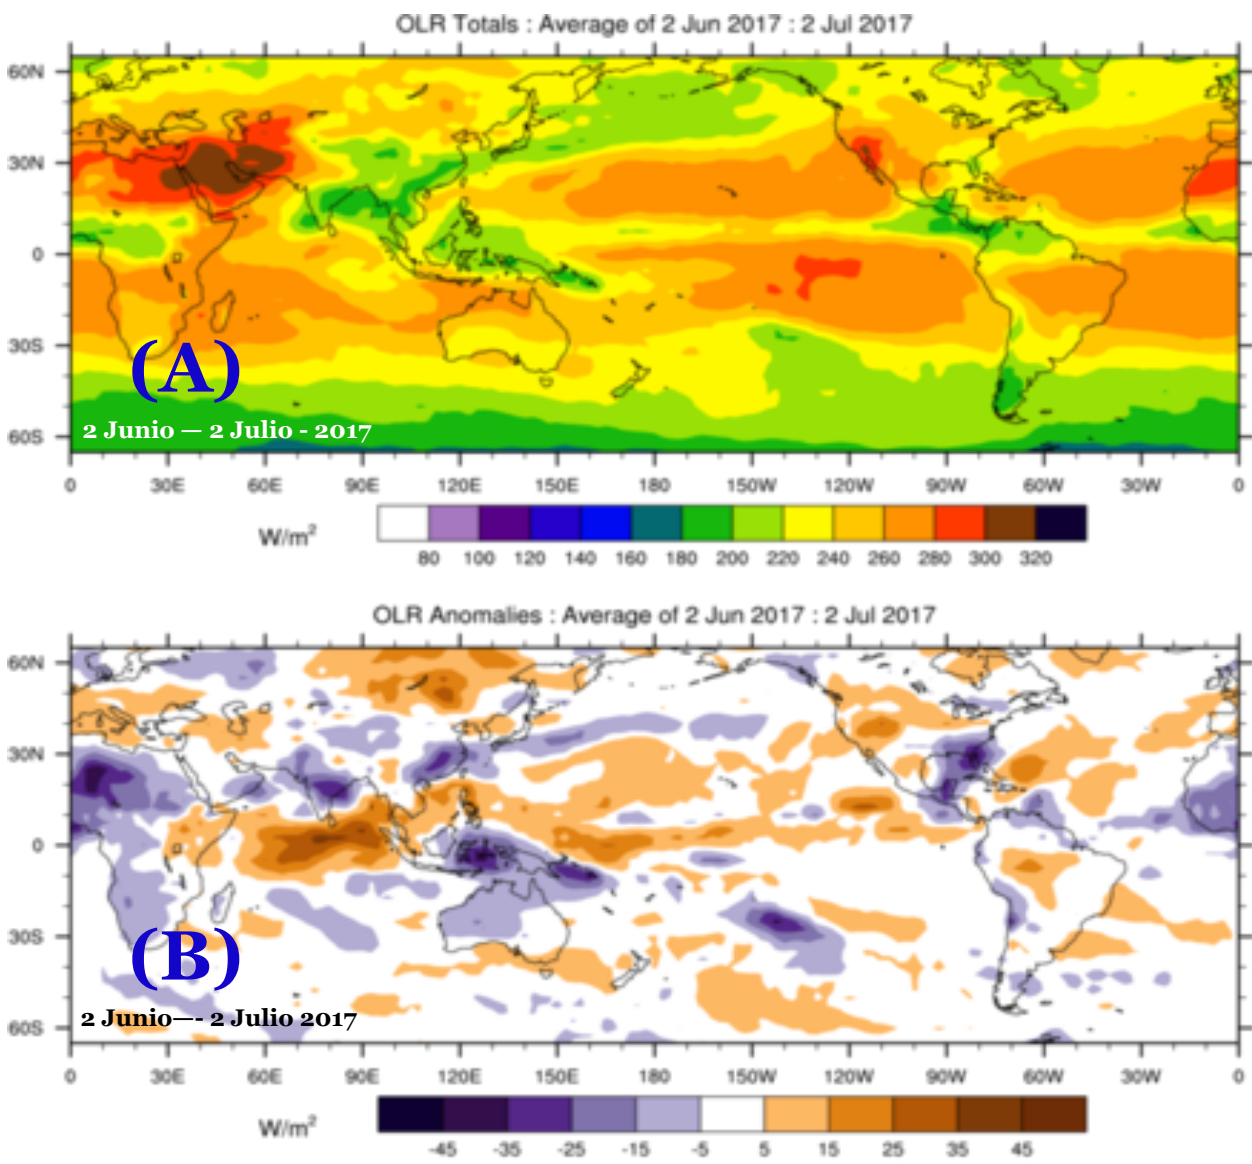 OLR Totals : Average of 2 Jun 2017 : 2 Jul 2017
60N
30N
0
30S
60S
(A)
2 Junio — 2 Julio - 2017
0 30E 60E 90E 120E 150E 180 150W 120W 90W 60W 30W 0
W/m²
80 100 120 140 160 180 200 220 240 260 280 300 320
OLR Anomalies : Average of 2 Jun 2017 : 2 Jul 2017
60N
30N
0
30S
60S
(B)
2 Junio—- 2 Julio 2017
0 30E 60E 90E 120E 150E 180 150W 120W 90W 60W 30W 0
W/m²
-45 -35 -25 -15 -5 5 15 25 35 45